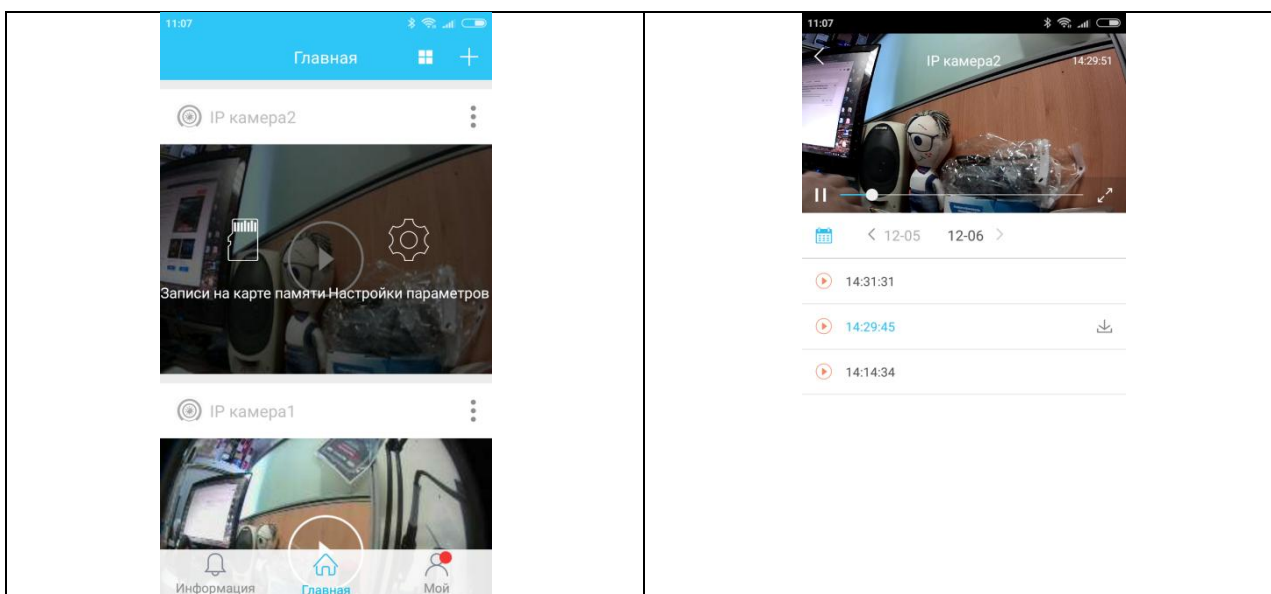 11:07
Главная
IP камера2
Записи на карте памяти Настройки параметров
IP камера1
Информация
Главная
Мой
11:07
IP камера2
14:29:51
12-05
12-06
14:31:31
14:29:45
14:14:34